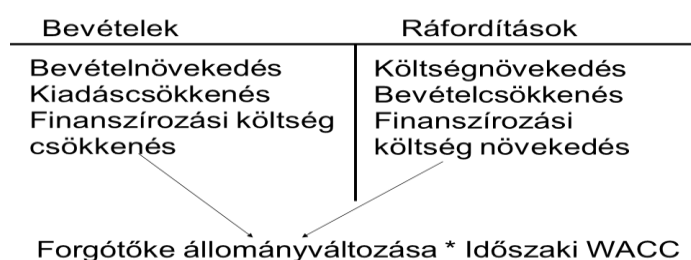 Bevételek
Ráfordítások
Bevételnövekedés
Kiadáscsökkenés
Finanszírozási költség
csökkenés
Költségnövekedés
Bevételcsökkenés
Finanszírozási
költség növekedés
Forgótőke állományváltozása * Időszaki WACC